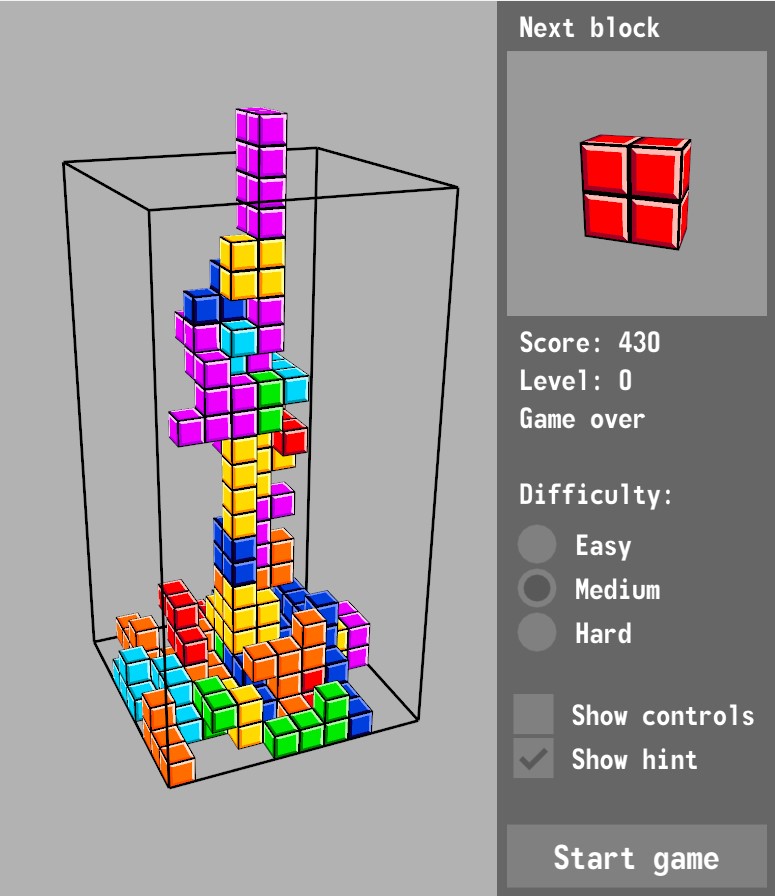 Next block
Score: 430
Level: 0
Game over
Difficulty:
Easy
Medium
Hard
Show controls
Show hint
Start game